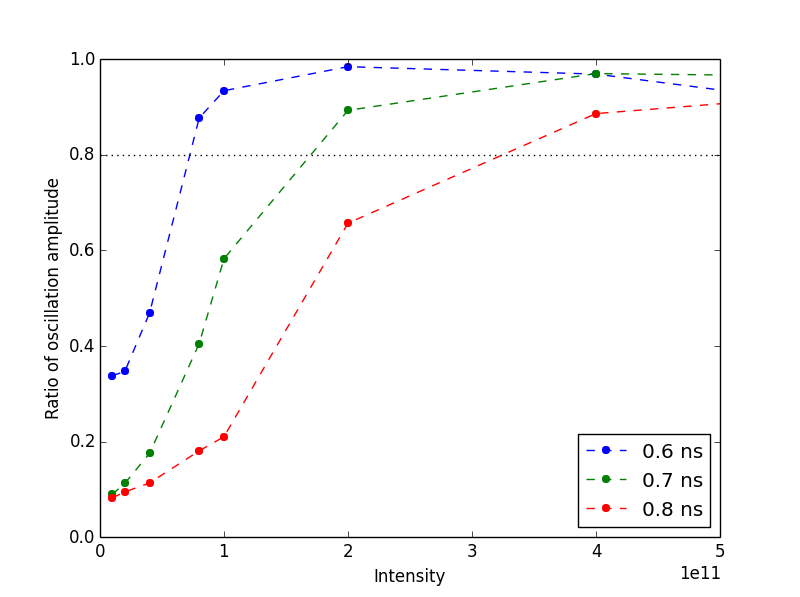 1.0
0.8
0.6
0.4
0.2
0.0
Ratio of oscillation amplitude
0 1 2 3 4 5
1e11
Intensity
0.6 ns
0.7 ns
0.8 ns